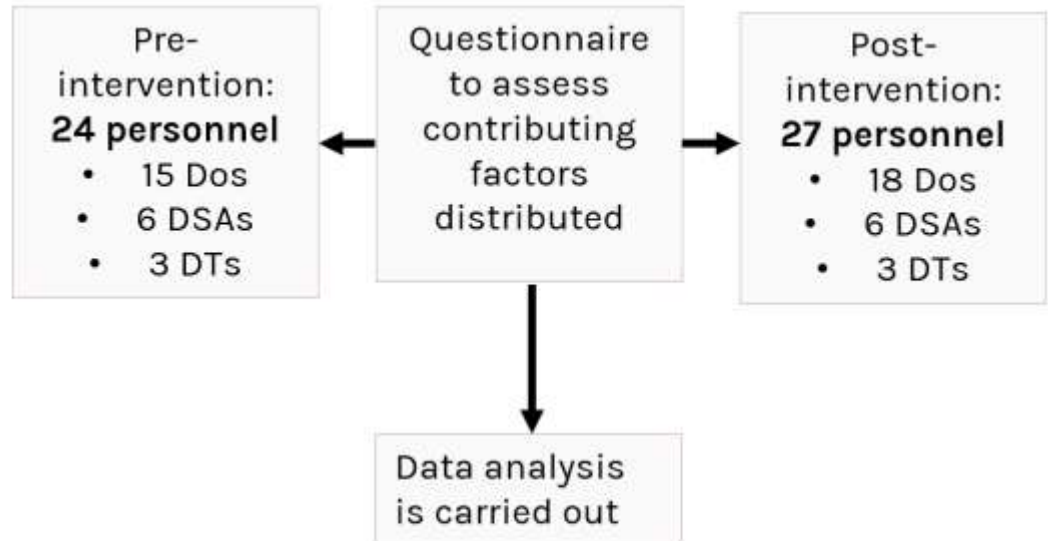 Pre-
intervention:
24 personnel
• 15 Dos
• 6 DSAs
• 3 DTs
Questionnaire
to assess
contributing
factors
distributed
Post-
intervention:
27 personnel
• 18 Dos
• 6 DSAs
• 3 DTs
Data analysis
is carried out